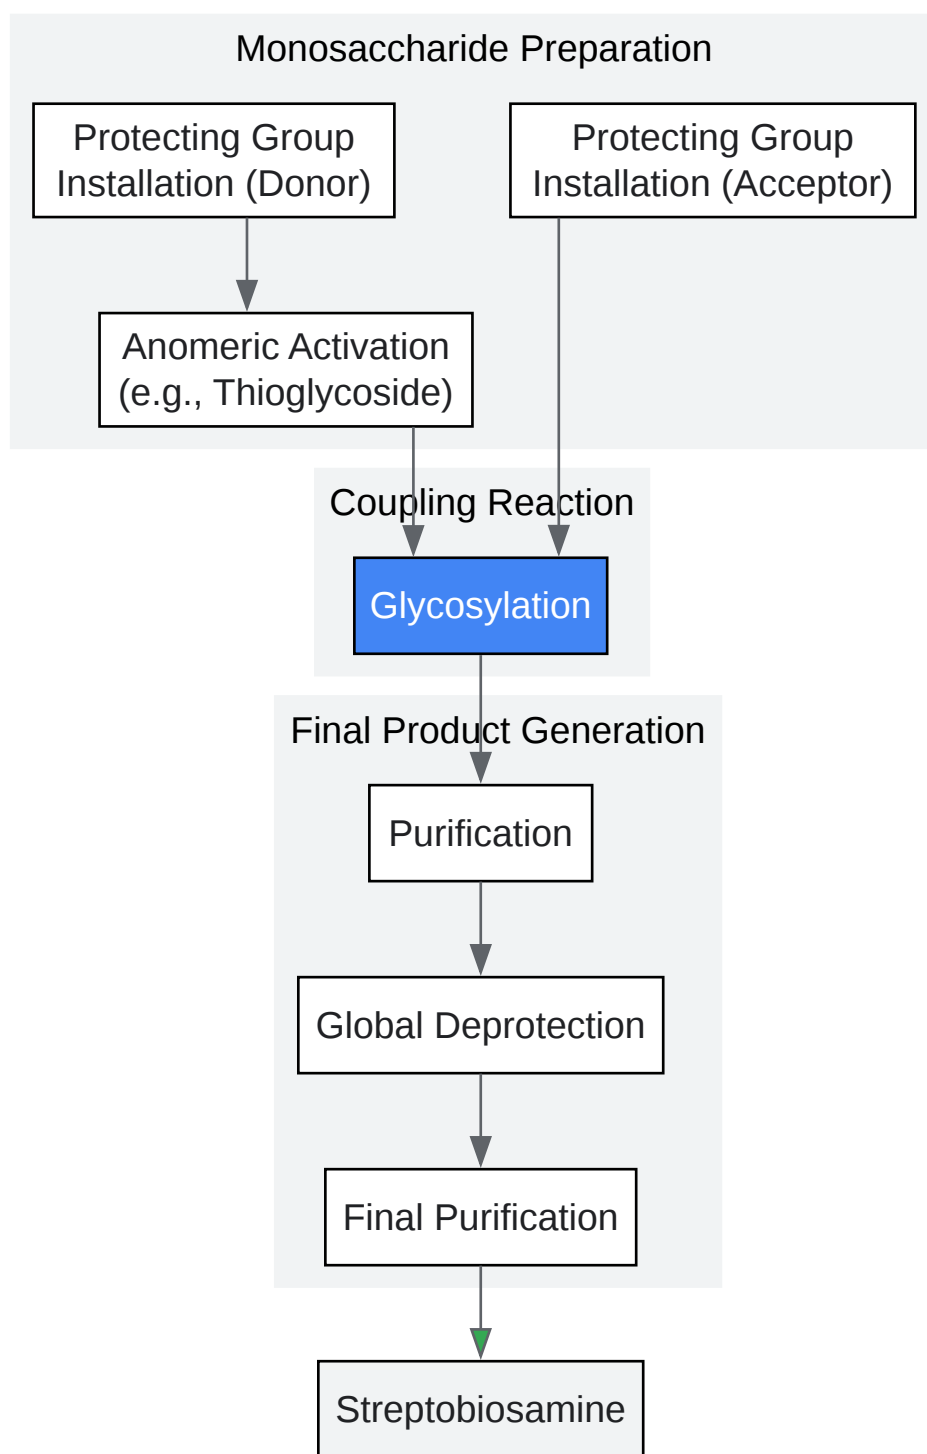 Monosaccharide Preparation
Protecting Group
Installation (Donor)
Protecting Group
Installation (Acceptor)
Anomeric Activation
(e.g., Thioglycoside)
Coupling Reaction
Glycosylation
Final Product Generation
Purification
Global Deprotection
Final Purification
Streptobiosamine